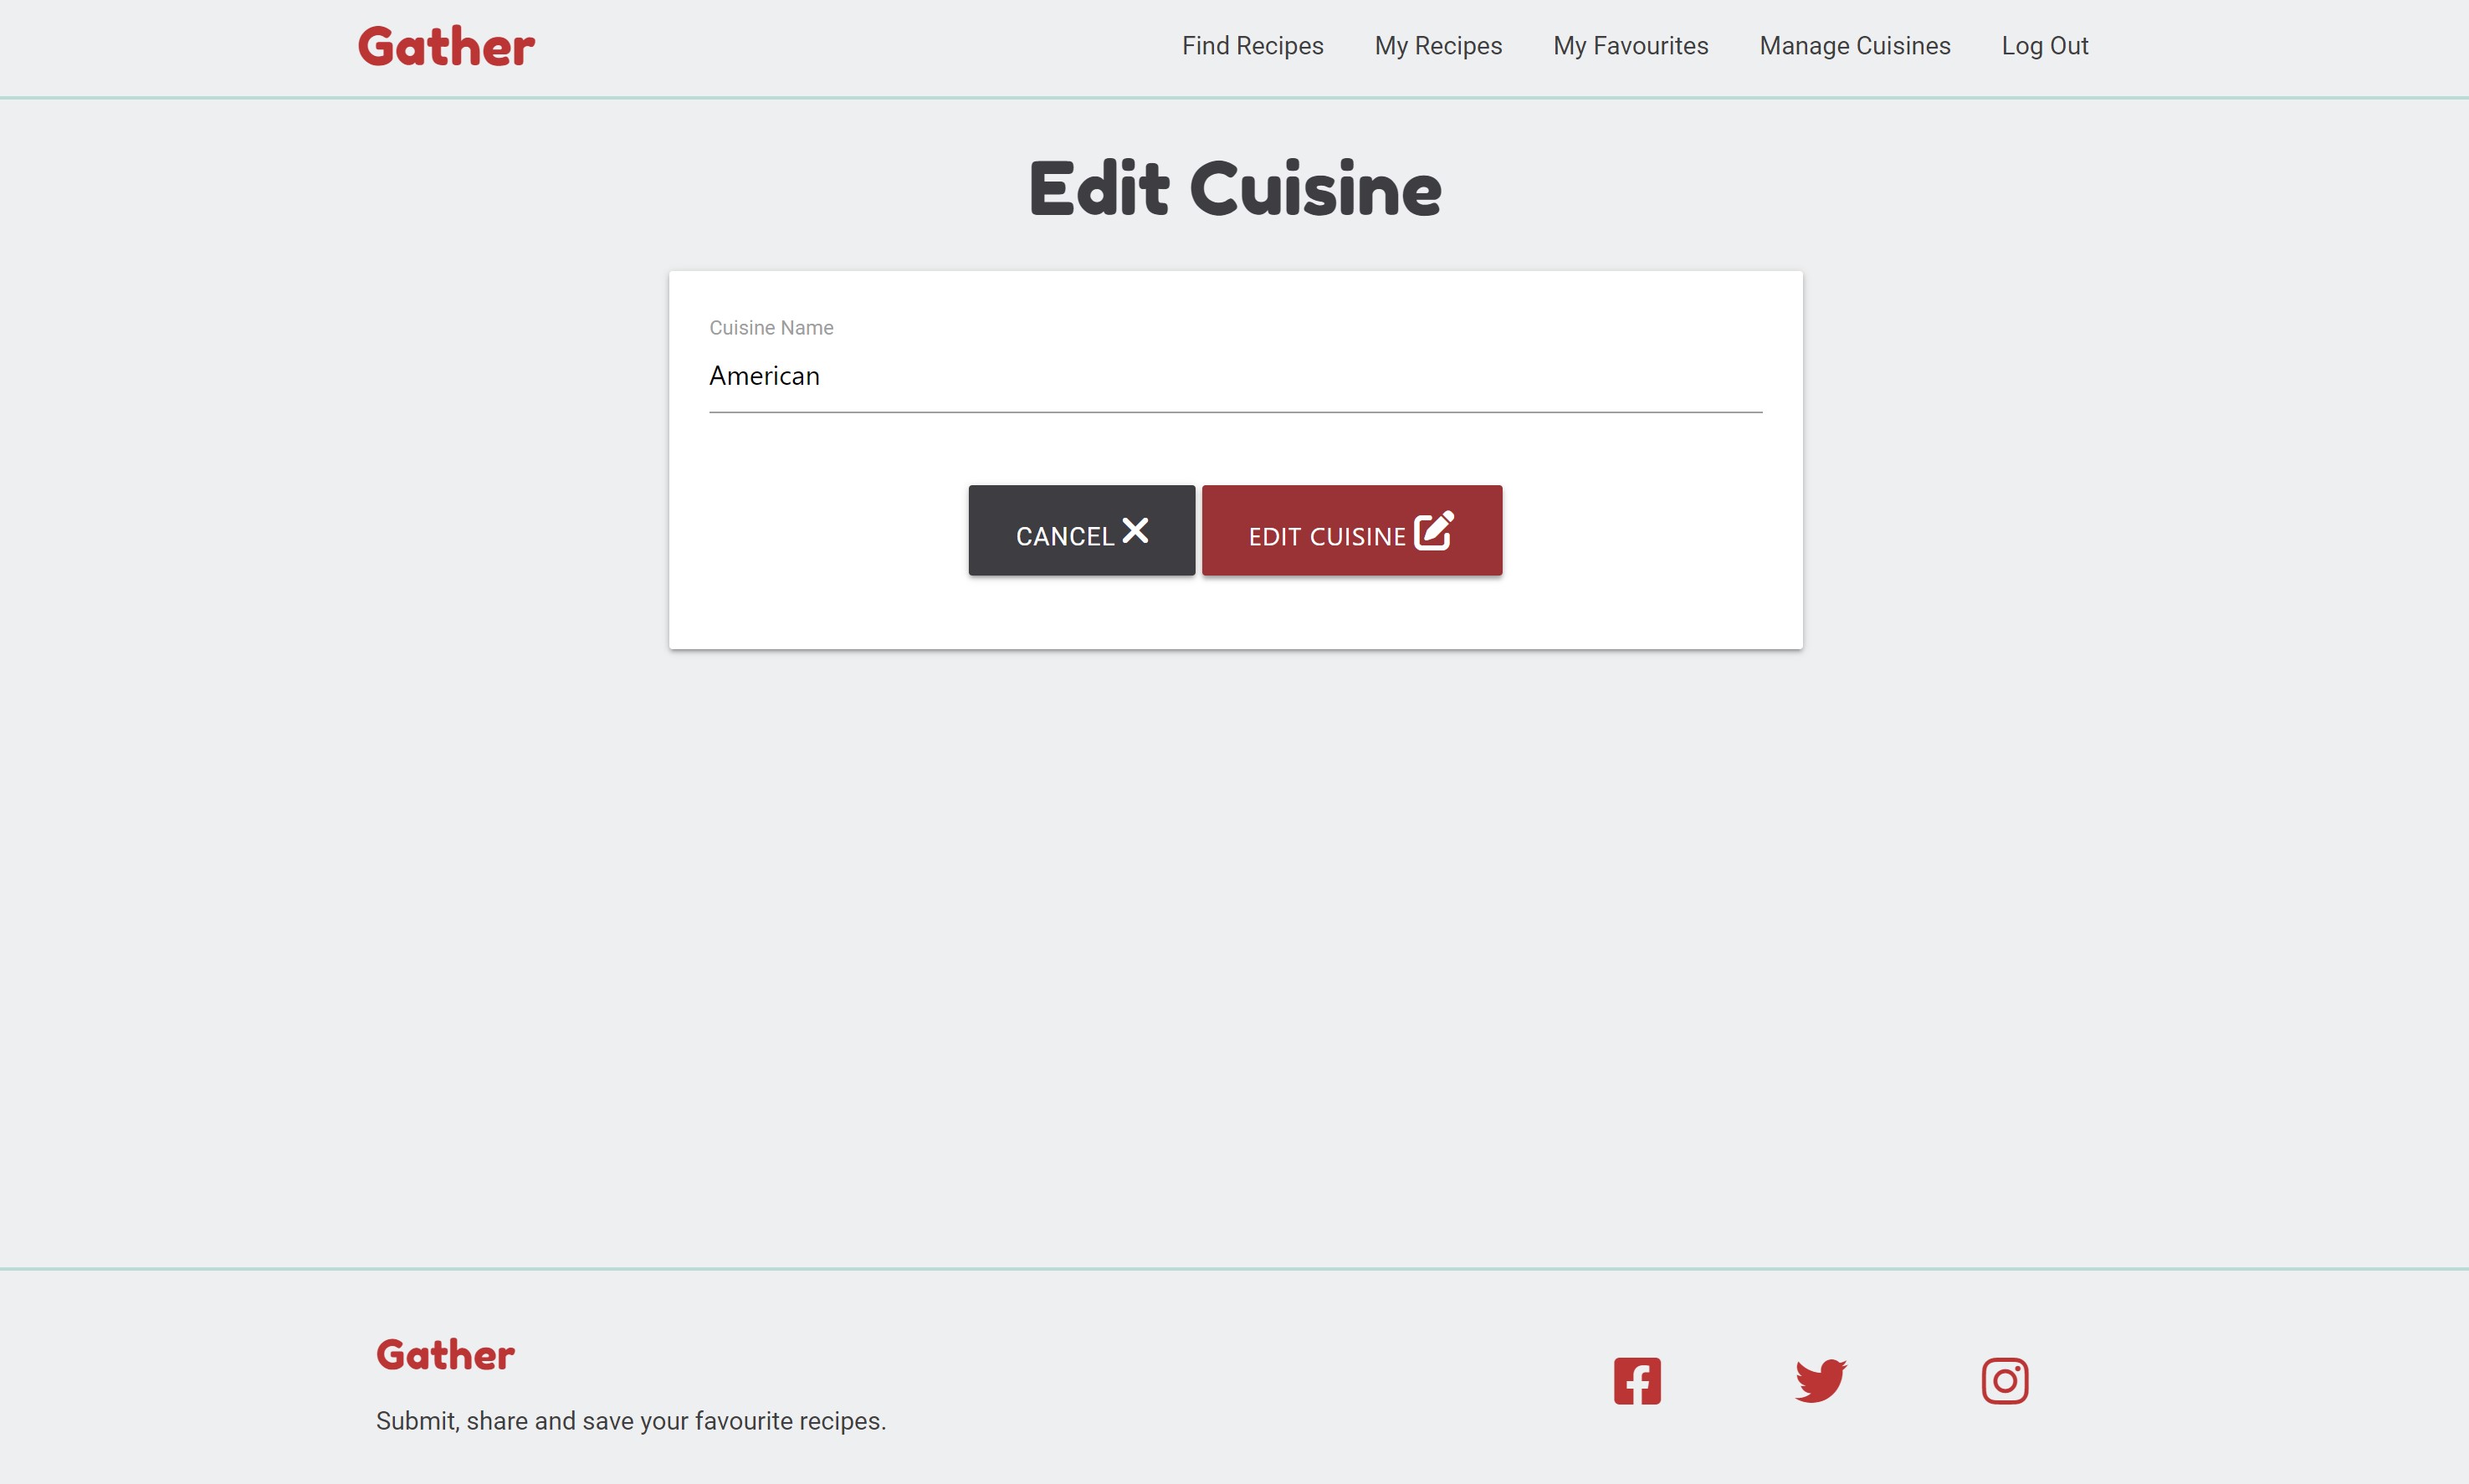 Gather
Find Recipes My Recipes My Favourites Manage Cuisines Log Out
Edit Cuisine
Cuisine Name
American
CANCEL EDIT CUISINE
Gather
Submit, share and save your favourite recipes.